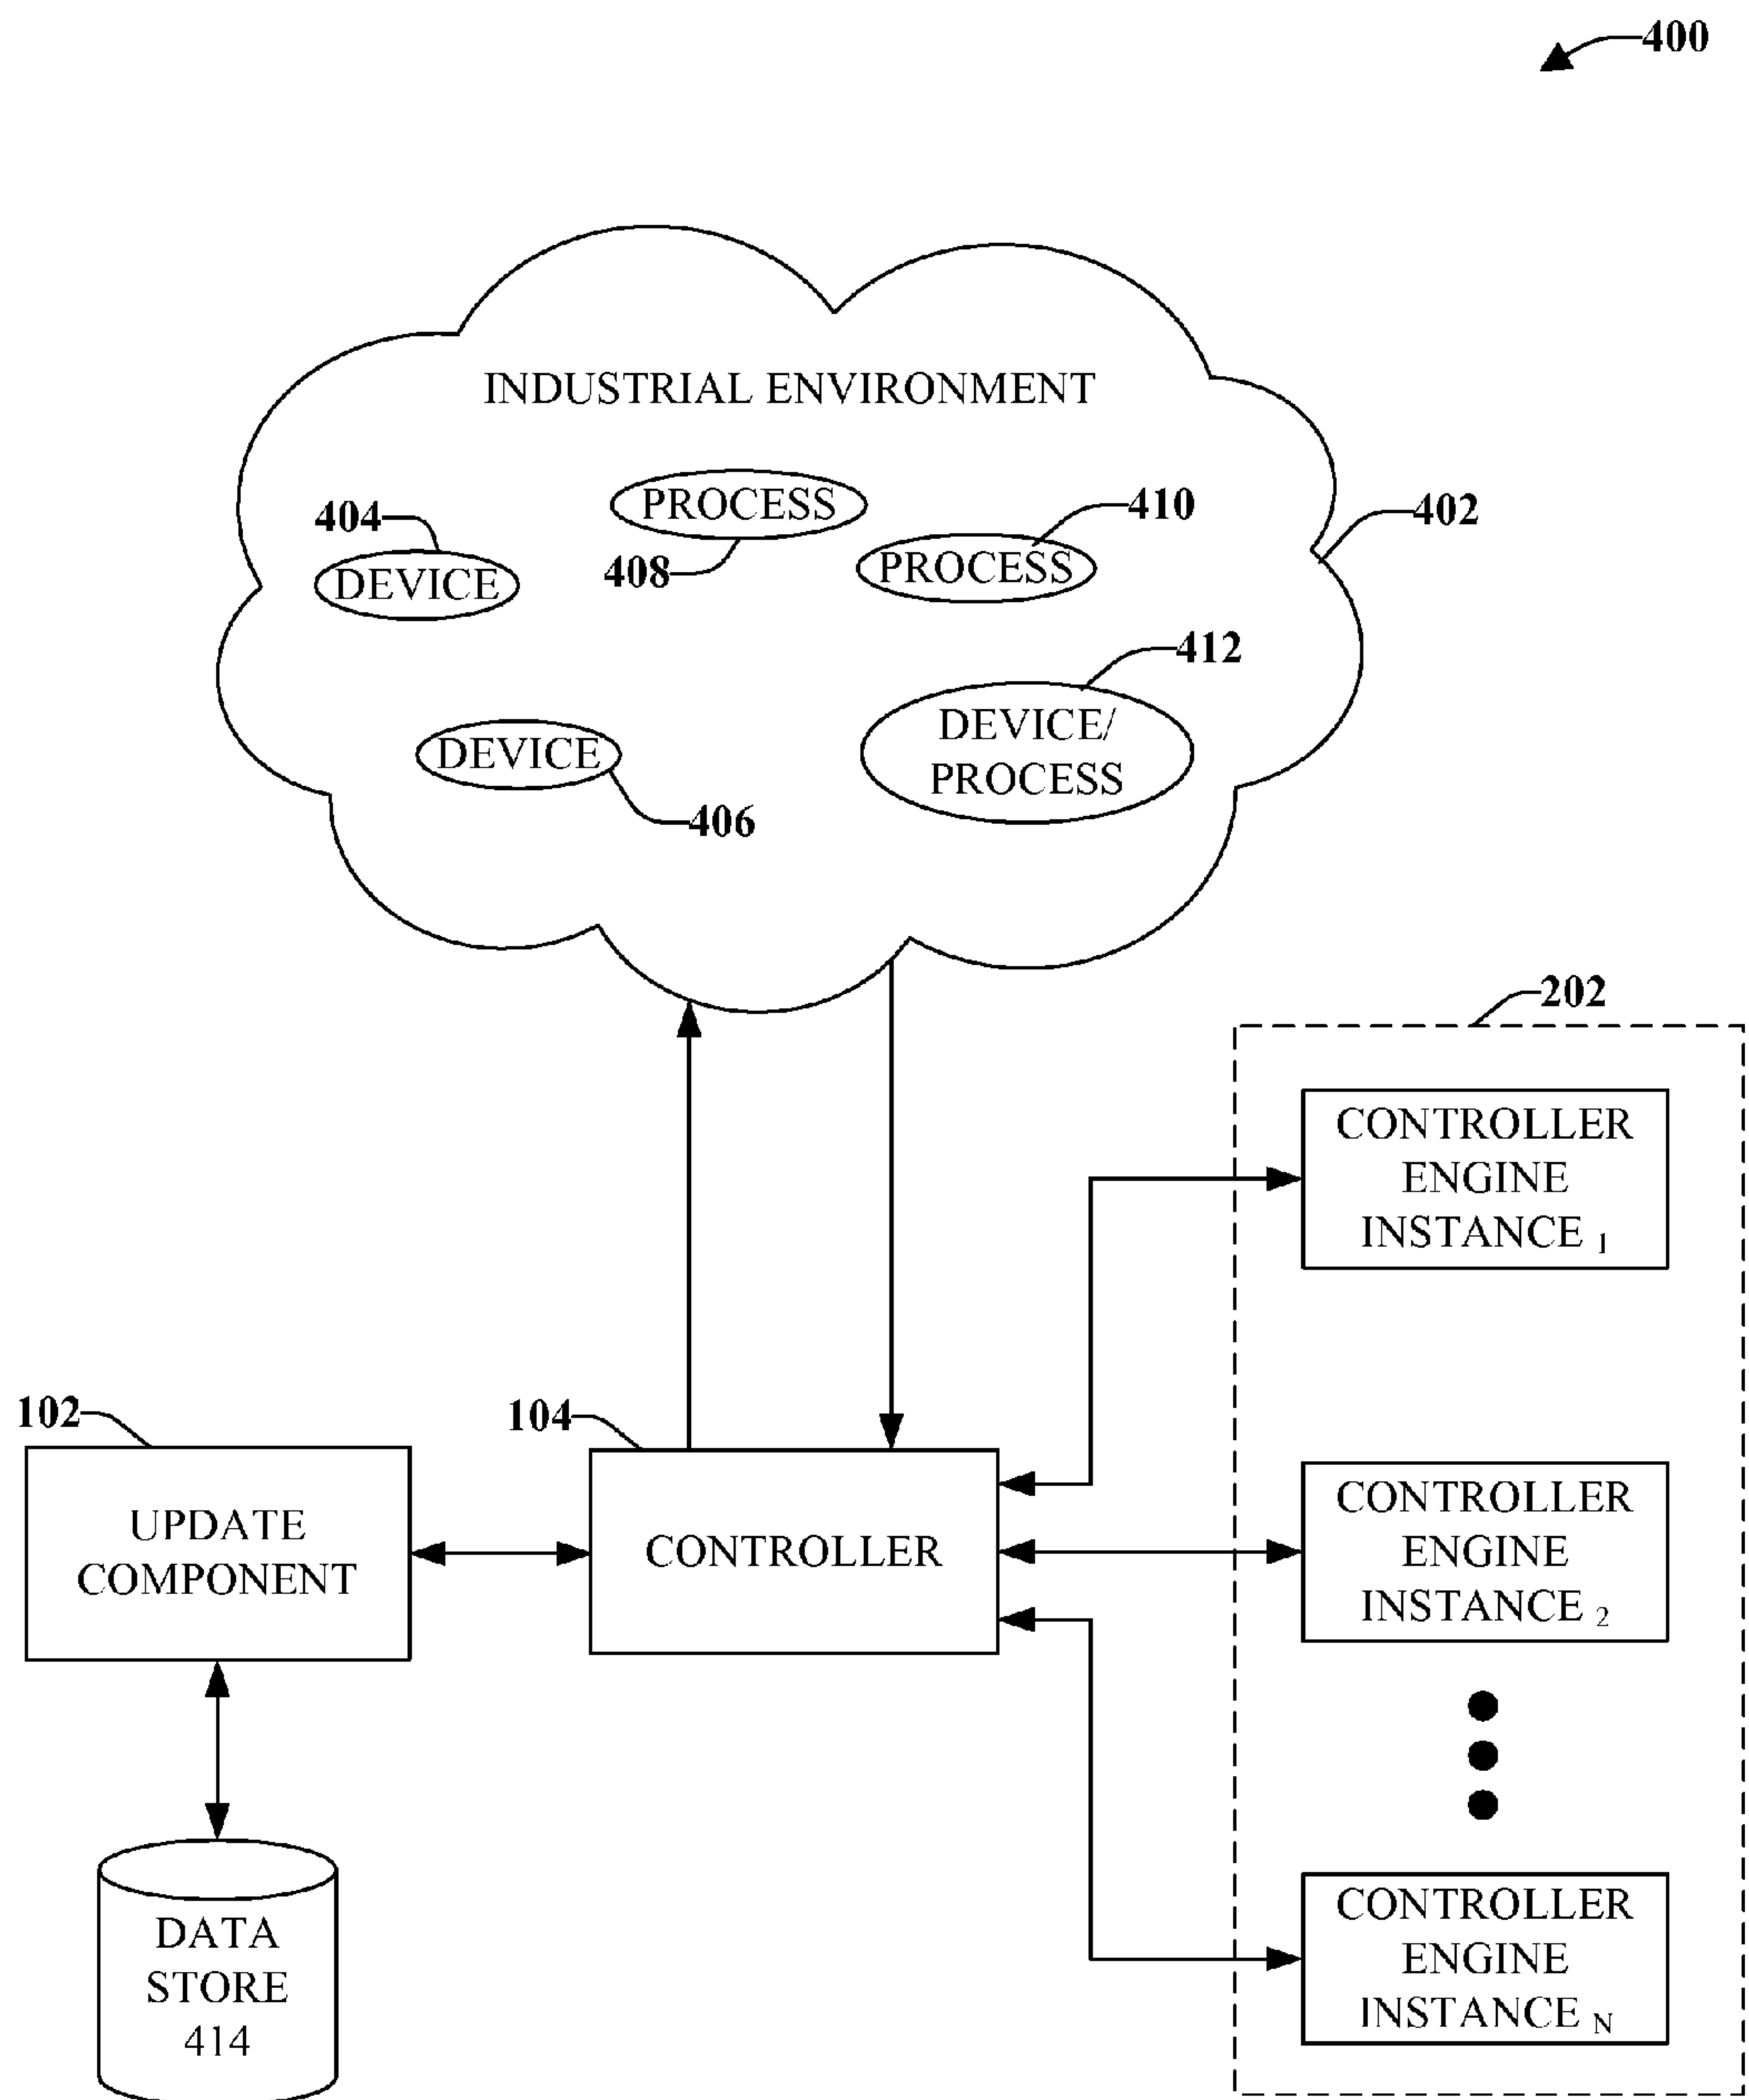 400
INDUSTRIAL ENVIRONMENT
404
PROCESS
410
402
DEVICE
408
PROCESS
412
DEVICE/
PROCESS
DEVICE
406
202
CONTROLLER
ENGINE
INSTANCE 1
102
104
UPDATE
COMPONENT
CONTROLLER
CONTROLLER
ENGINE
INSTANCE 2
DATA
STORE
414
CONTROLLER
ENGINE
INSTANCE N